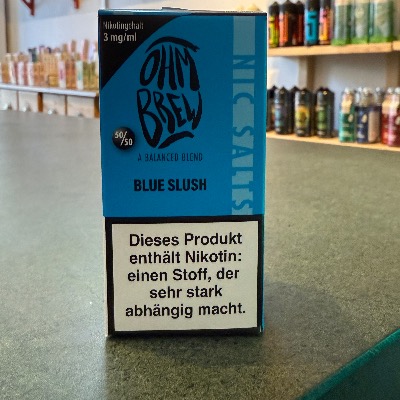 Nikotingehalt
3 mg/ml
OHM
BREW
50/50
A BALANCED BLEND
NIC SALTS
BLUE SLUSH
Dieses Produkt
enthält Nikotin:
einen Stoff, der
sehr stark
abhängig macht.